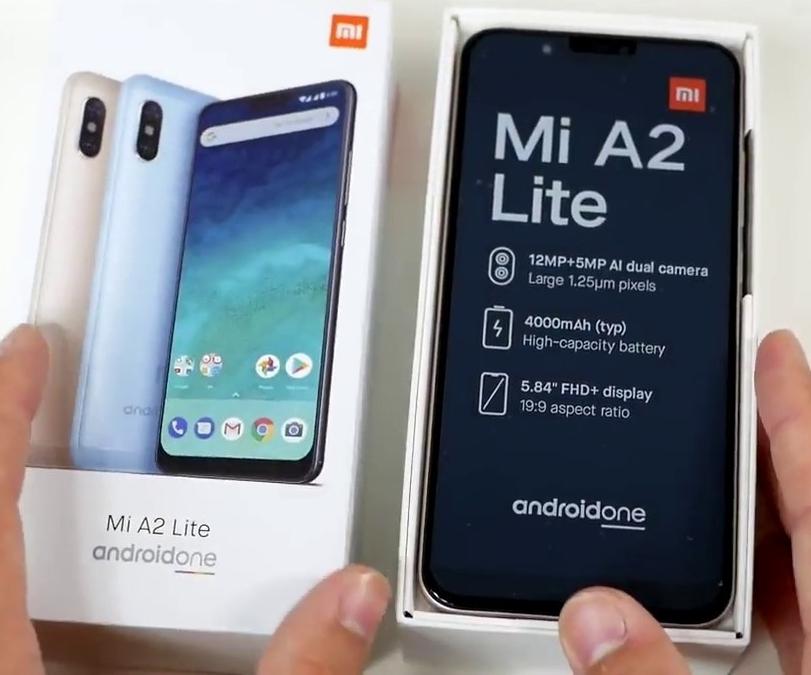 mi
Mi A2 Lite
androidone
mi
Mi A2
Lite
12MP+5MP AI dual camera
Large 1.25μm pixels
4000mAh (typ)
High-capacity battery
5.84" FHD+ display
19:9 aspect ratio
androidone